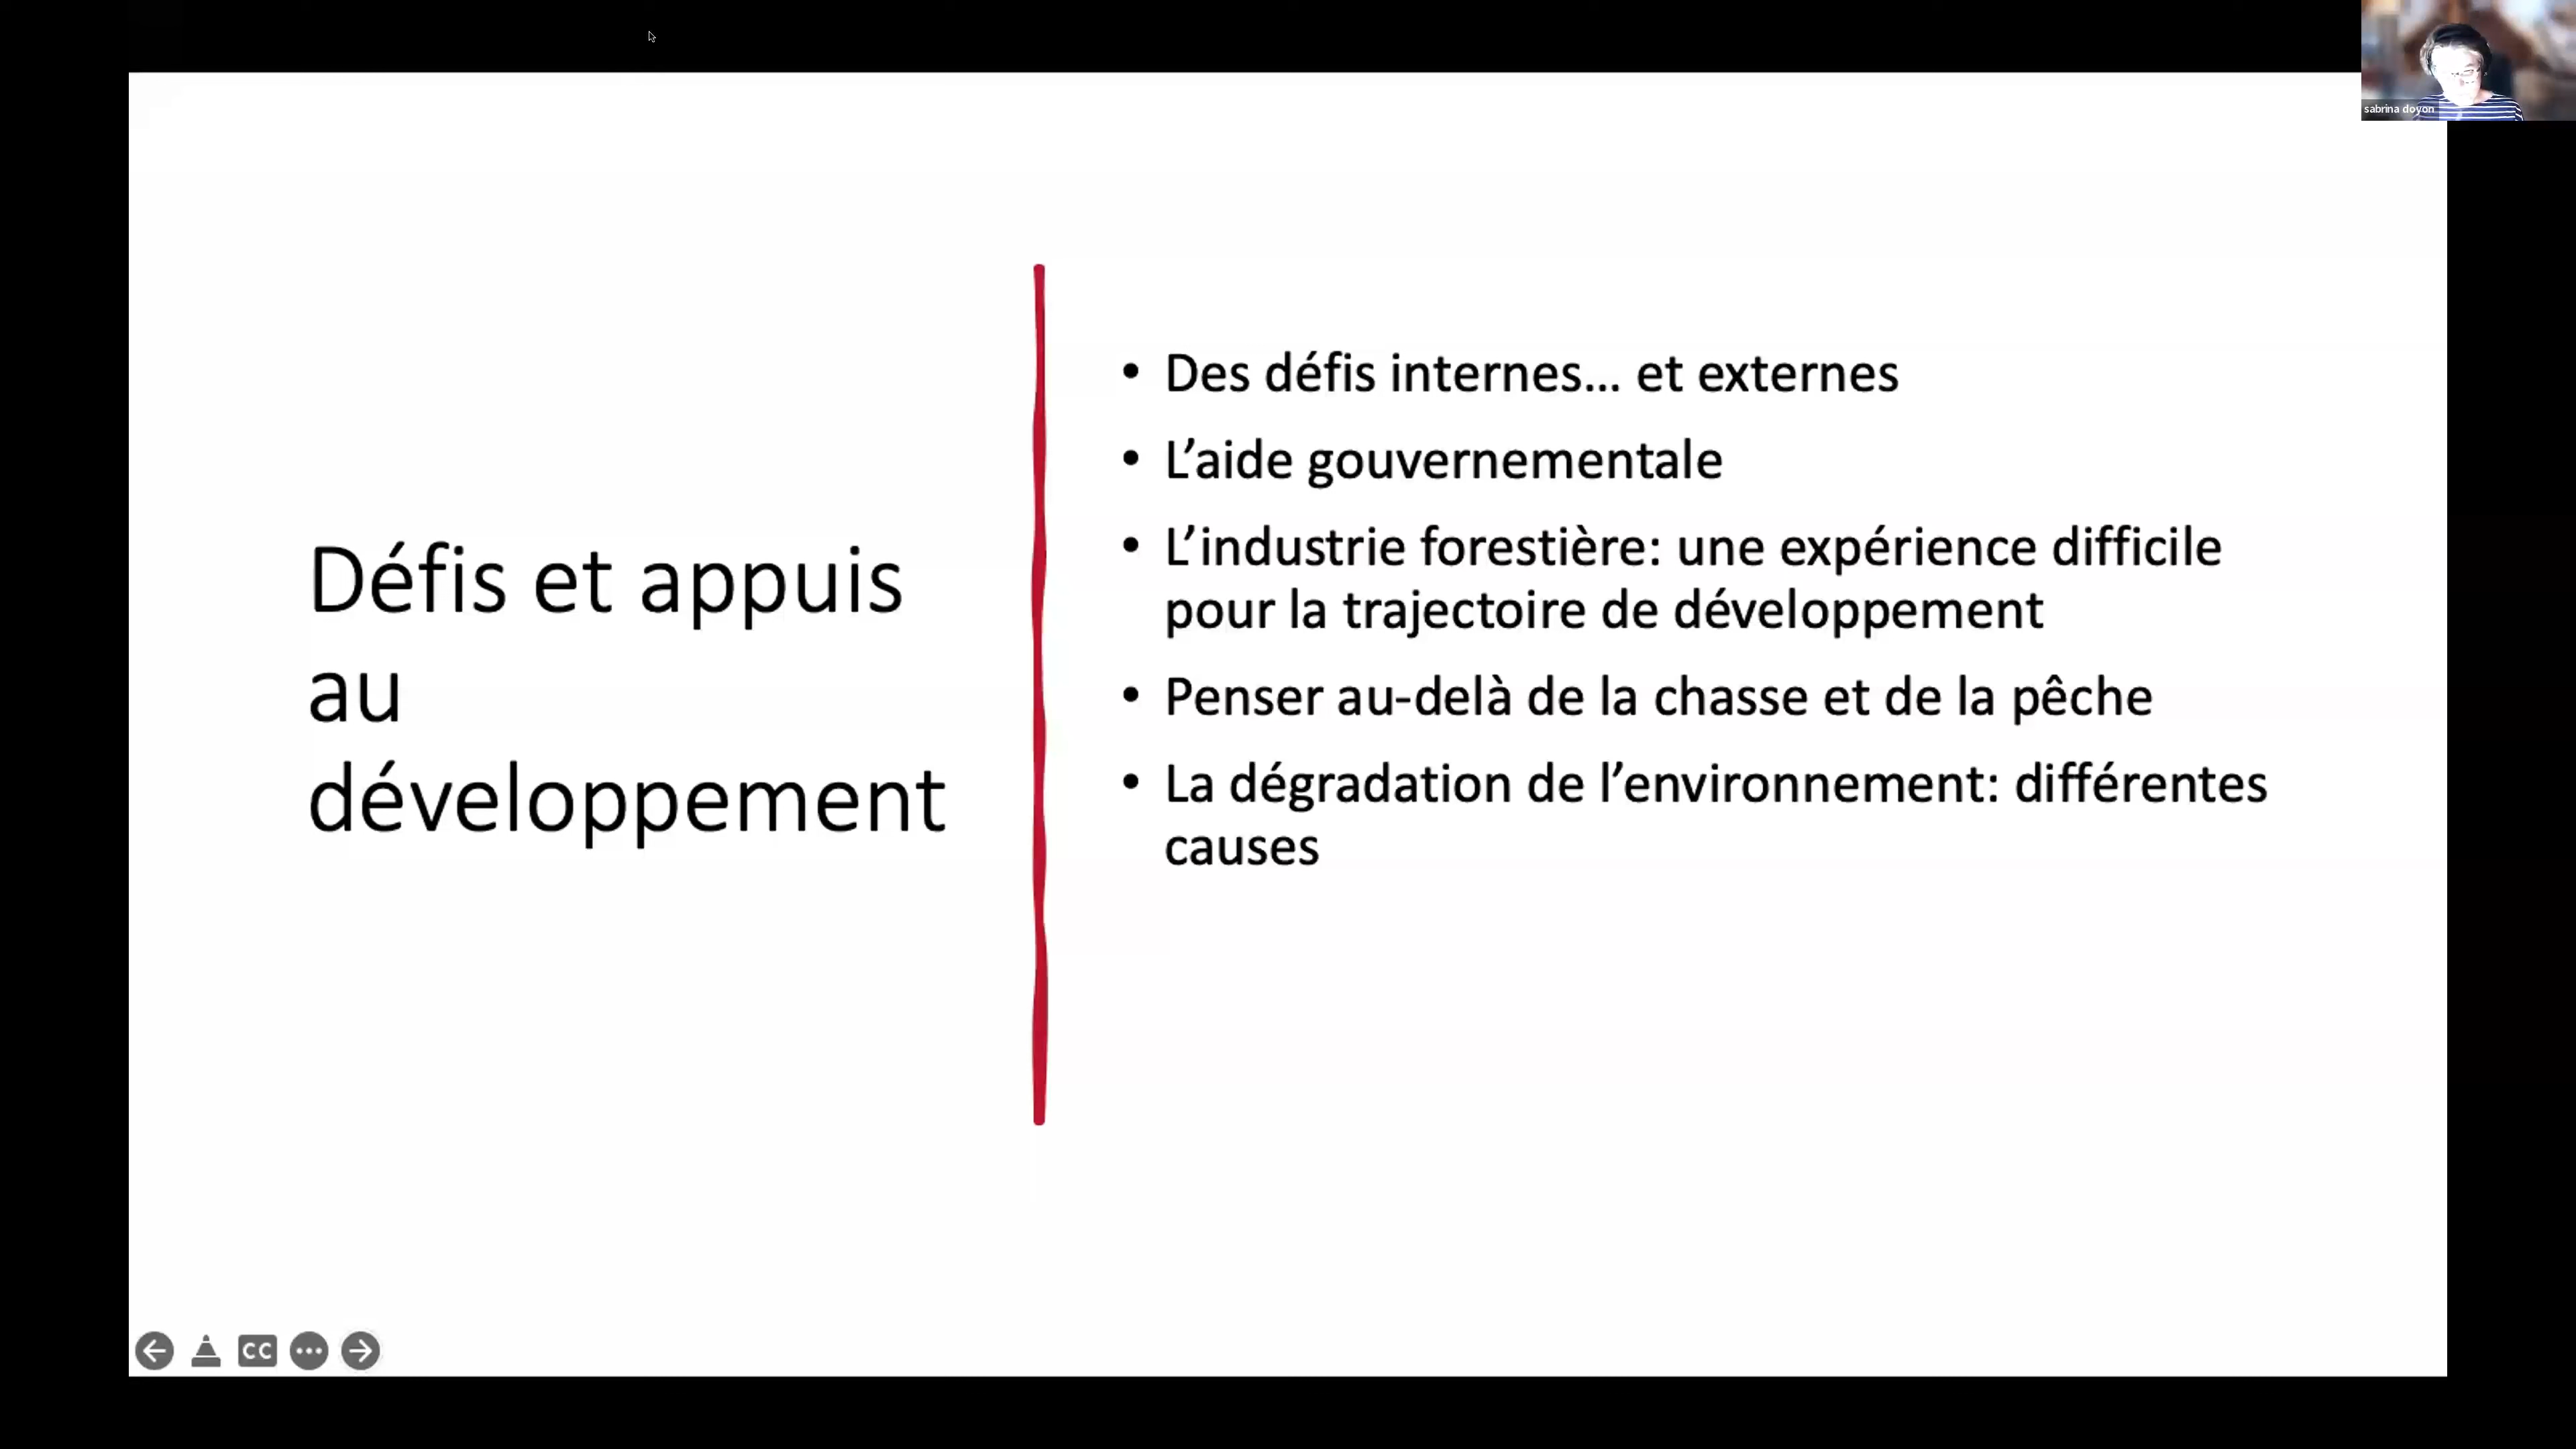 sabrina doyon
Défis et appuis
au
développement
• Des défis internes... et externes
• L’aide gouvernementale
• L’industrie forestière: une expérience difficile
pour la trajectoire de développement
• Penser au-delà de la chasse et de la pêche
• La dégradation de l’environnement: différentes
causes
CC